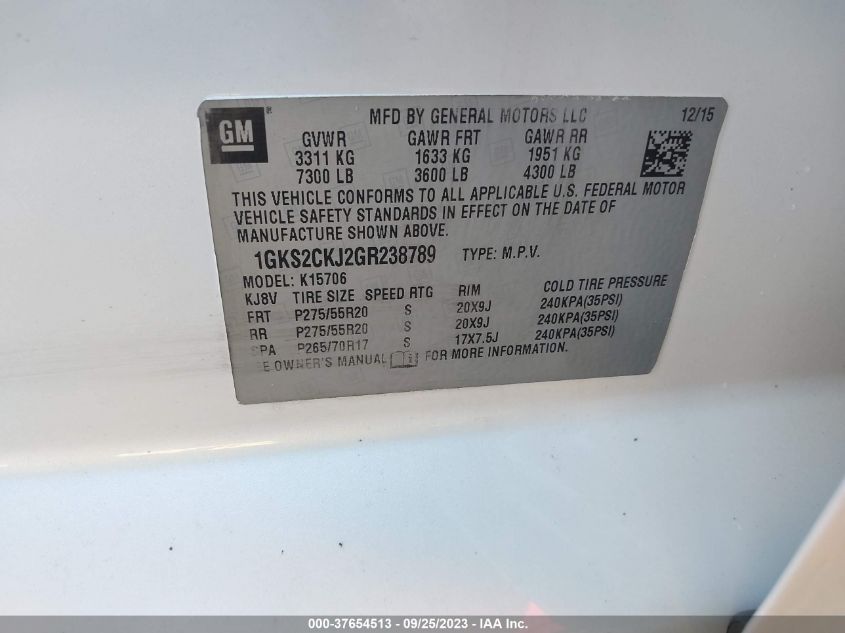 GM
MFD BY GENERAL MOTORS LLC 12/15
GVWR GAWR FRT GAWR RR
3311 KG 1633 KG 1951 KG
7300 LB 3600 LB 4300 LB
THIS VEHICLE CONFORMS TO ALL APPLICABLE U.S. FEDERAL MOTOR
VEHICLE SAFETY STANDARDS IN EFFECT ON THE DATE OF
MANUFACTURE SHOWN ABOVE.
1GKS2CKJ2GR238789 TYPE: M.P.V.
MODEL: K15706
KJ8V TIRE SIZE SPEED RTG RIM COLD TIRE PRESSURE
FRT P275/55R20 S 20X9J 240KPA(35PSI)
RR P275/55R20 S 20X9J 240KPA(35PSI)
SPA P265/70R17 S 17X7.5J 240KPA(35PSI)
E OWNER'S MANUAL FOR MORE INFORMATION.
000-37654513 - 09/25/2023 - IAA Inc.